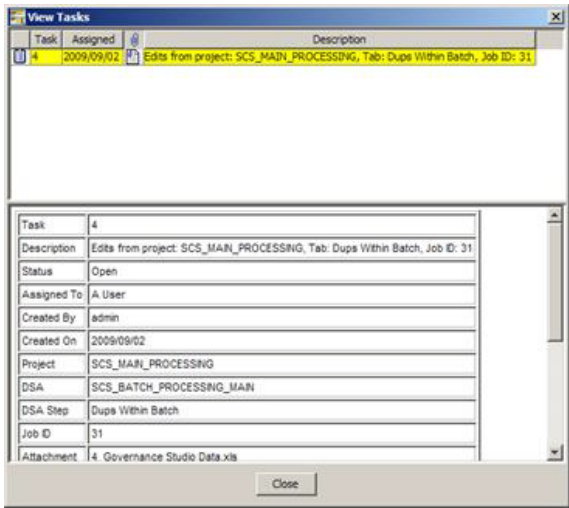 View Tasks
Task Assigned Description
4 2009/09/02 Edits from project: SCS_MAIN_PROCESSING, Tab: Dups Within Batch, Job ID: 31
Task 4
Description Edits from project: SCS_MAIN_PROCESSING, Tab: Dups Within Batch, Job ID: 31
Status Open
Assigned To A User
Created By admin
Created On 2009/09/02
Project SCS_MAIN_PROCESSING
DSA SCS_BATCH_PROCESSING_MAIN
DSA Step Dups Within Batch
Job ID 31
Attachment 4_Governance Studio Data.xls
Close